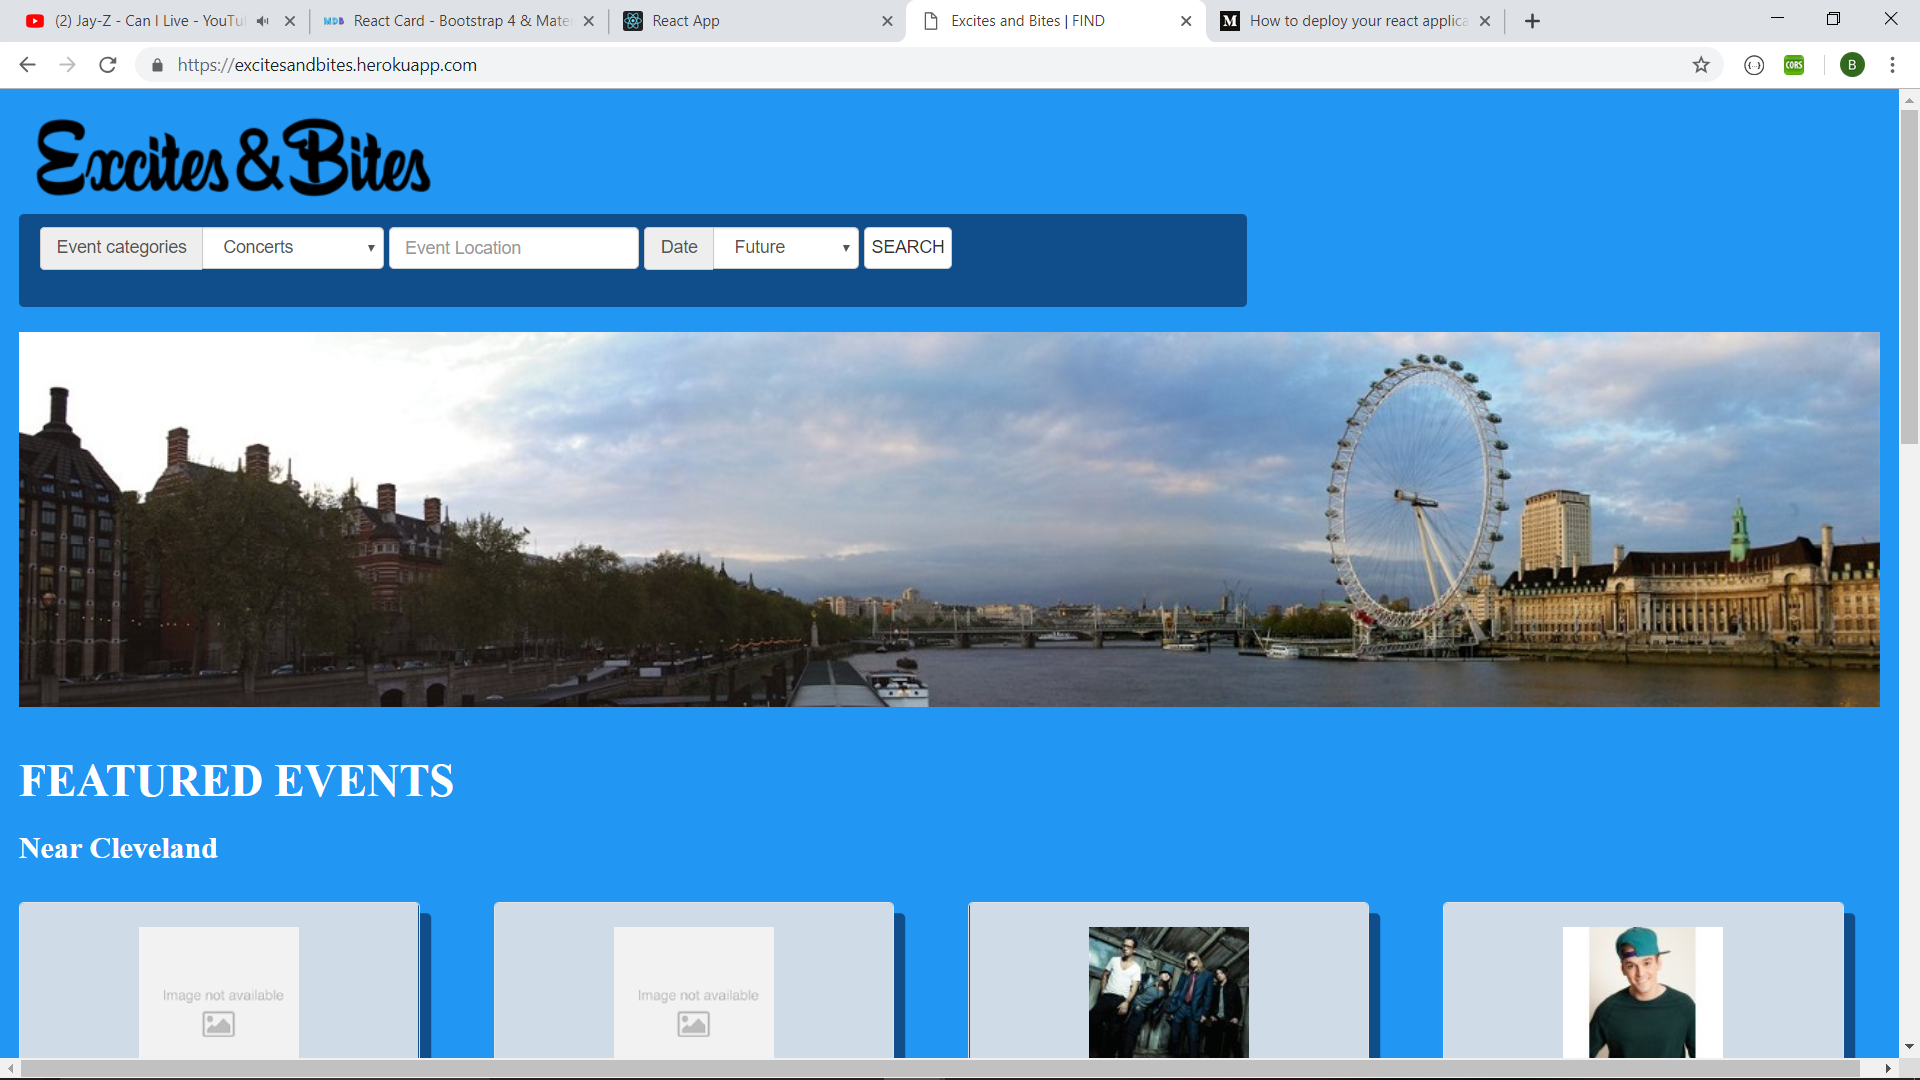 (2) Jay-Z - Can I Live - YouTu
React Card - Bootstrap 4 & Mate
React App
Excites and Bites | FIND
M How to deploy your react applica
https://excitesandbites.herokuapp.com
CORS
B
Excites & Bites
Event categories Concerts Event Location Date Future SEARCH
FEATURED EVENTS
Near Cleveland
Image not available
Image not available